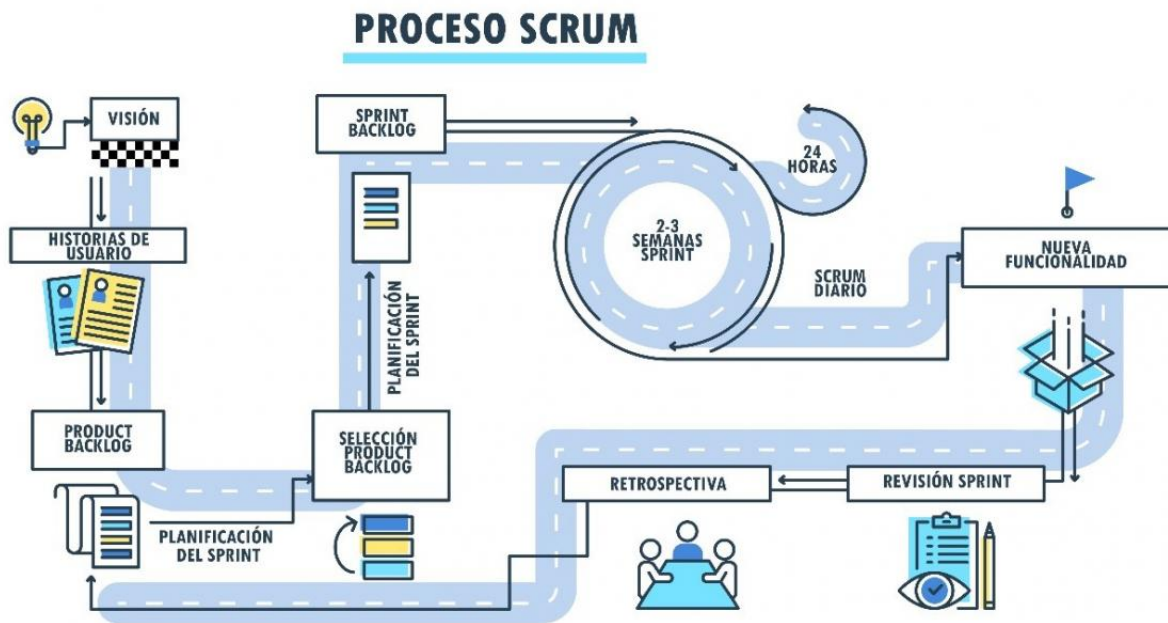 PROCESO SCRUM
VISIÓN
HISTORIAS DE
USUARIO
PRODUCT
BACKLOG
PLANIFICACIÓN
DEL SPRINT
SELECCIÓN
PRODUCT
BACKLOG
PLANIFICACIÓN
DEL SPRINT
SPRINT
BACKLOG
2-3
SEMANAS
SPRINT
24
HORAS
SCRUM
DIARIO
NUEVA
FUNCIONALIDAD
REVISIÓN SPRINT
RETROSPECTIVA